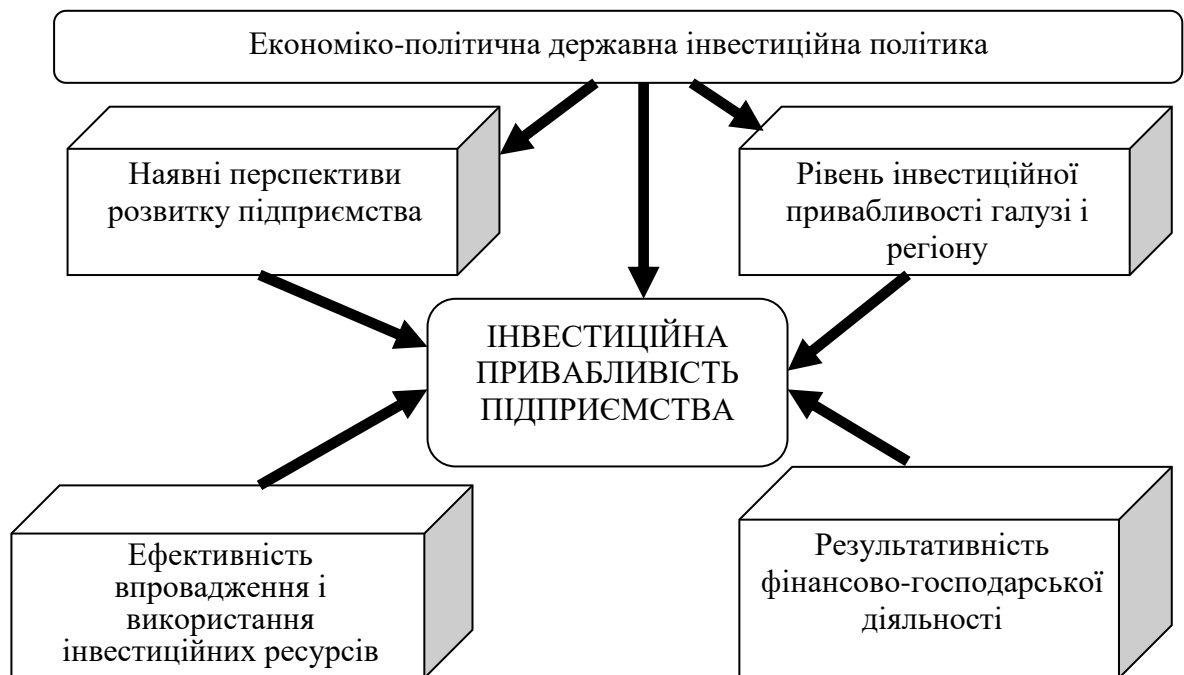 Економіко-політична державна інвестиційна політика
Наявні перспективи
розвитку підприємства
Рівень інвестиційної
привабливості галузі і
регіону
ІНВЕСТИЦІЙНА
ПРИВАБЛИВІСТЬ
ПІДПРИЄМСТВА
Ефективність
впровадження і
використання
інвестиційних ресурсів
Результативність
фінансово-господарської
діяльності